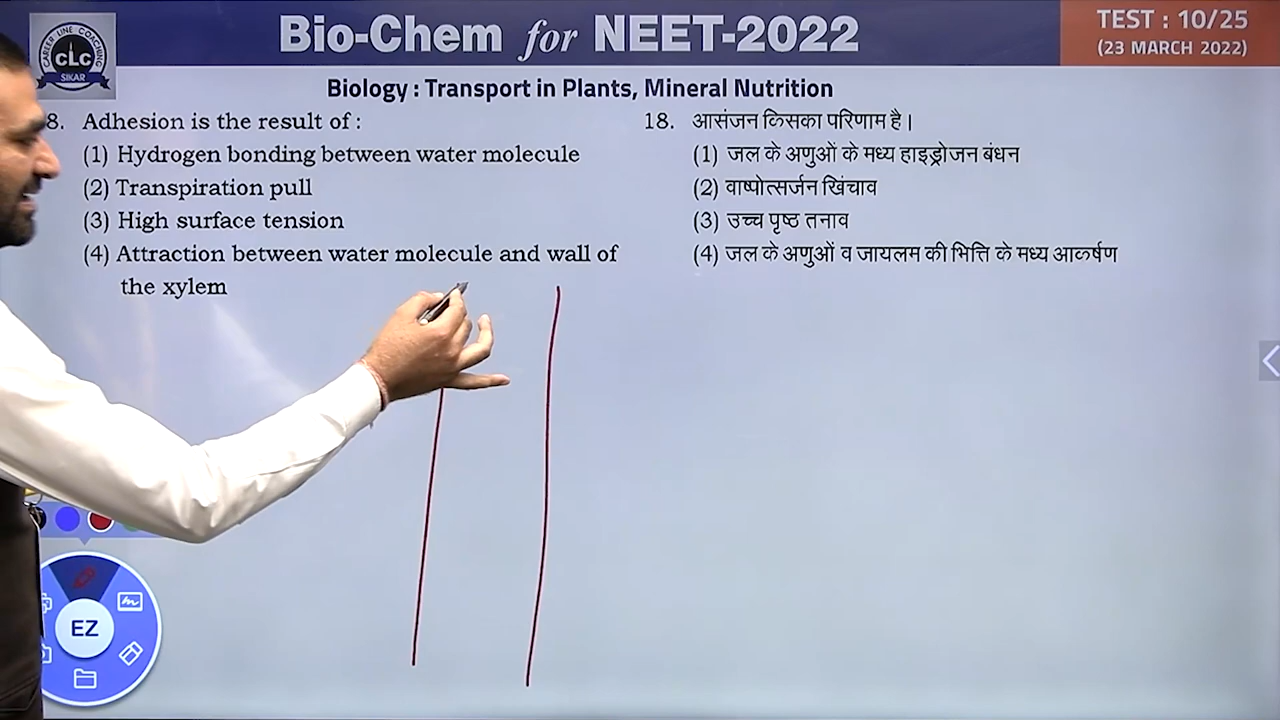 Bio-Chem for NEET-2022
TEST : 10/25
(23 MARCH 2022)
CAREER LINE COACHING
CLC
SIKAR
Biology : Transport in Plants, Mineral Nutrition
8. Adhesion is the result of :
(1) Hydrogen bonding between water molecule
(2) Transpiration pull
(3) High surface tension
(4) Attraction between water molecule and wall of
the xylem
18. आसंजन किसका परिणाम है।
(1) जल के अणुओं के मध्य हाइड्रोजन बंधन
(2) वाष्पोत्सर्जन खिंचाव
(3) उच्च पृष्ठ तनाव
(4) जल के अणुओं व जायलम की भित्ति के मध्य आकर्षण
EZ